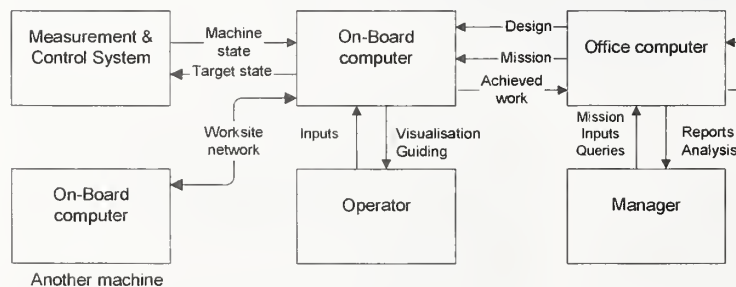 Measurement &
Control System
Machine
state
Target state
On-Board
computer
Design
Mission
Achieved
work
Office computer
Worksite
network
Inputs
Visualisation
Guiding
Mission
Inputs
Queries
Reports
Analysis
On-Board
computer
Operator
Manager
Another machine